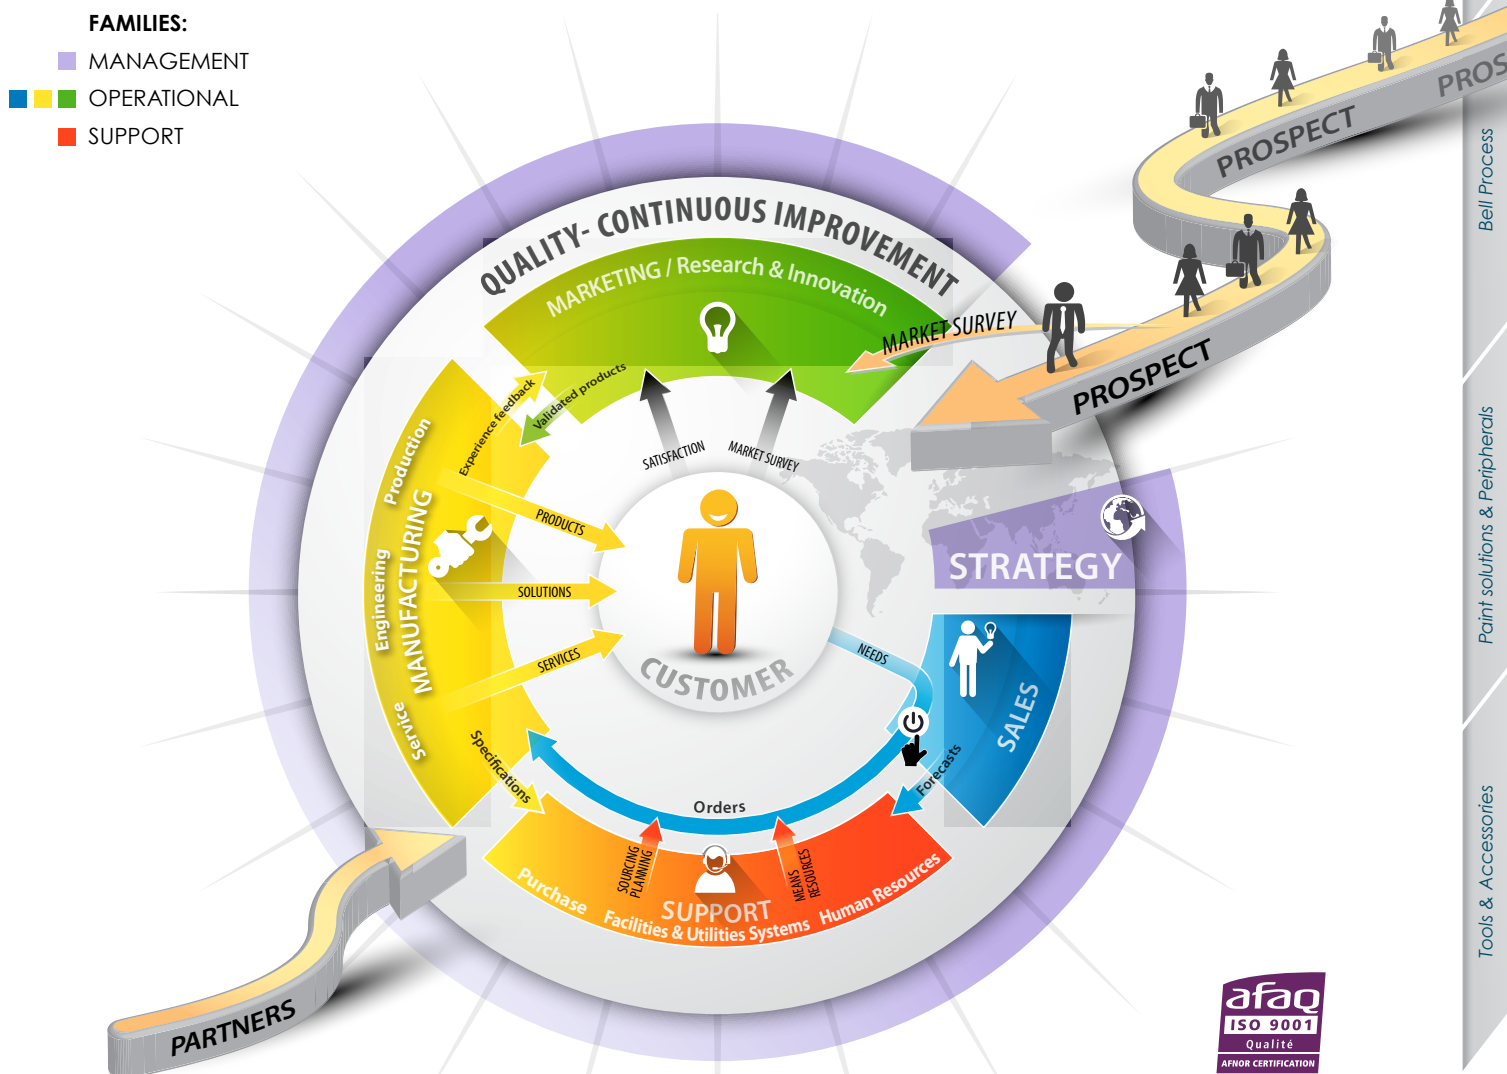 FAMILIES:
MANAGEMENT
OPERATIONAL
SUPPORT
PROS
PROSPECT
PROSPECT
MARKET SURVEY
QUALITY- CONTINUOUS IMPROVEMENT
MARKETING / Research & Innovation
Experience feedback
Validated products
SATISFACTION
MARKET SURVEY
Production
Engineering
Service
MANUFACTURING
PRODUCTS
SOLUTIONS
SERVICES
CUSTOMER
NEEDS
STRATEGY
SALES
Forecasts
Specifications
Orders
SOURCING
PLANNING
MEANS
RESOURCES
Purchase
SUPPORT
Facilities & Utilities Systems
Human Resources
PARTNERS
Bell Process
Paint solutions & Peripherals
Tools & Accessories
afaq
ISO 9001
Qualité
AFNOR CERTIFICATION